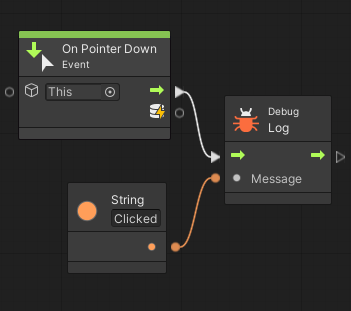 On Pointer Down
Event
This
Debug
Log
Message
String
Clicked